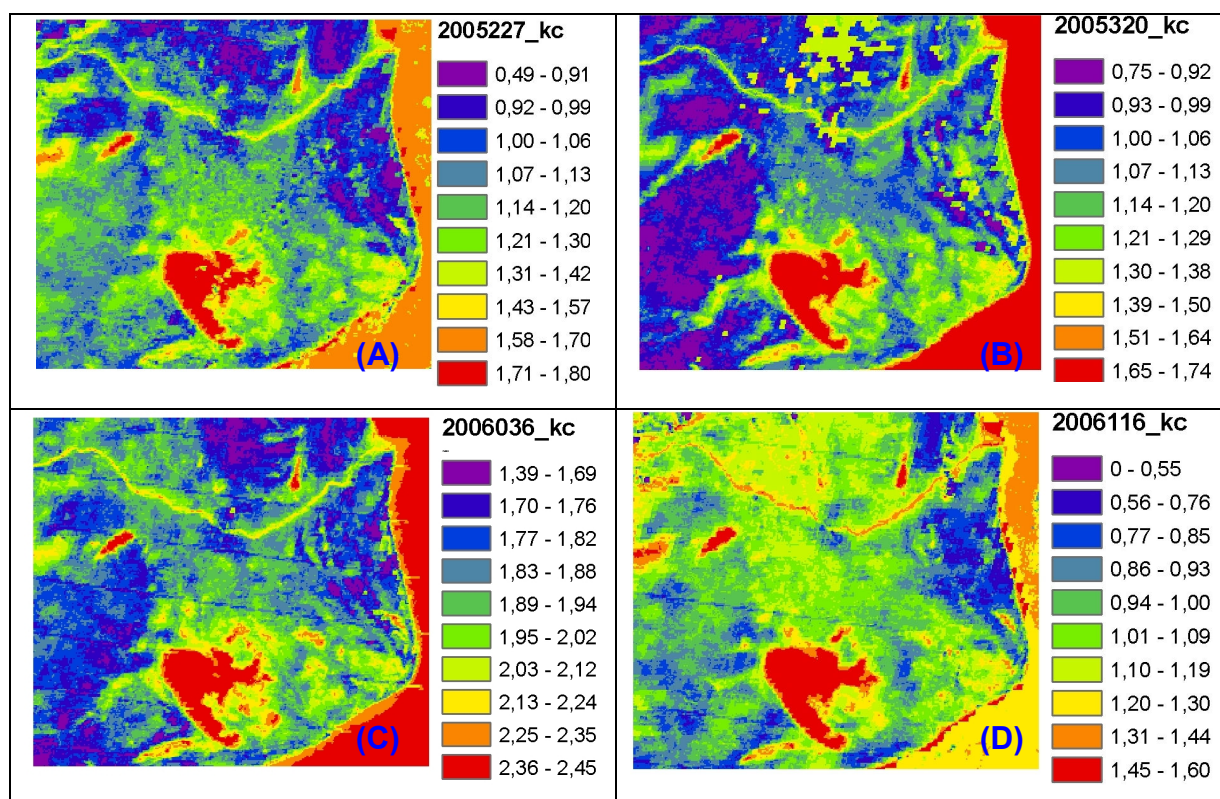 2005227_kc
0,49 - 0,91
0,92 - 0,99
1,00 - 1,06
1,07 - 1,13
1,14 - 1,20
1,21 - 1,30
1,31 - 1,42
1,43 - 1,57
1,58 - 1,70
1,71 - 1,80
(A)
2005320_kc
0,75 - 0,92
0,93 - 0,99
1,00 - 1,06
1,07 - 1,13
1,14 - 1,20
1,21 - 1,29
1,30 - 1,38
1,39 - 1,50
1,51 - 1,64
1,65 - 1,74
(B)
2006036_kc
1,39 - 1,69
1,70 - 1,76
1,77 - 1,82
1,83 - 1,88
1,89 - 1,94
1,95 - 2,02
2,03 - 2,12
2,13 - 2,24
2,25 - 2,35
2,36 - 2,45
(C)
2006116_kc
0 - 0,55
0,56 - 0,76
0,77 - 0,85
0,86 - 0,93
0,94 - 1,00
1,01 - 1,09
1,10 - 1,19
1,20 - 1,30
1,31 - 1,44
1,45 - 1,60
(D)